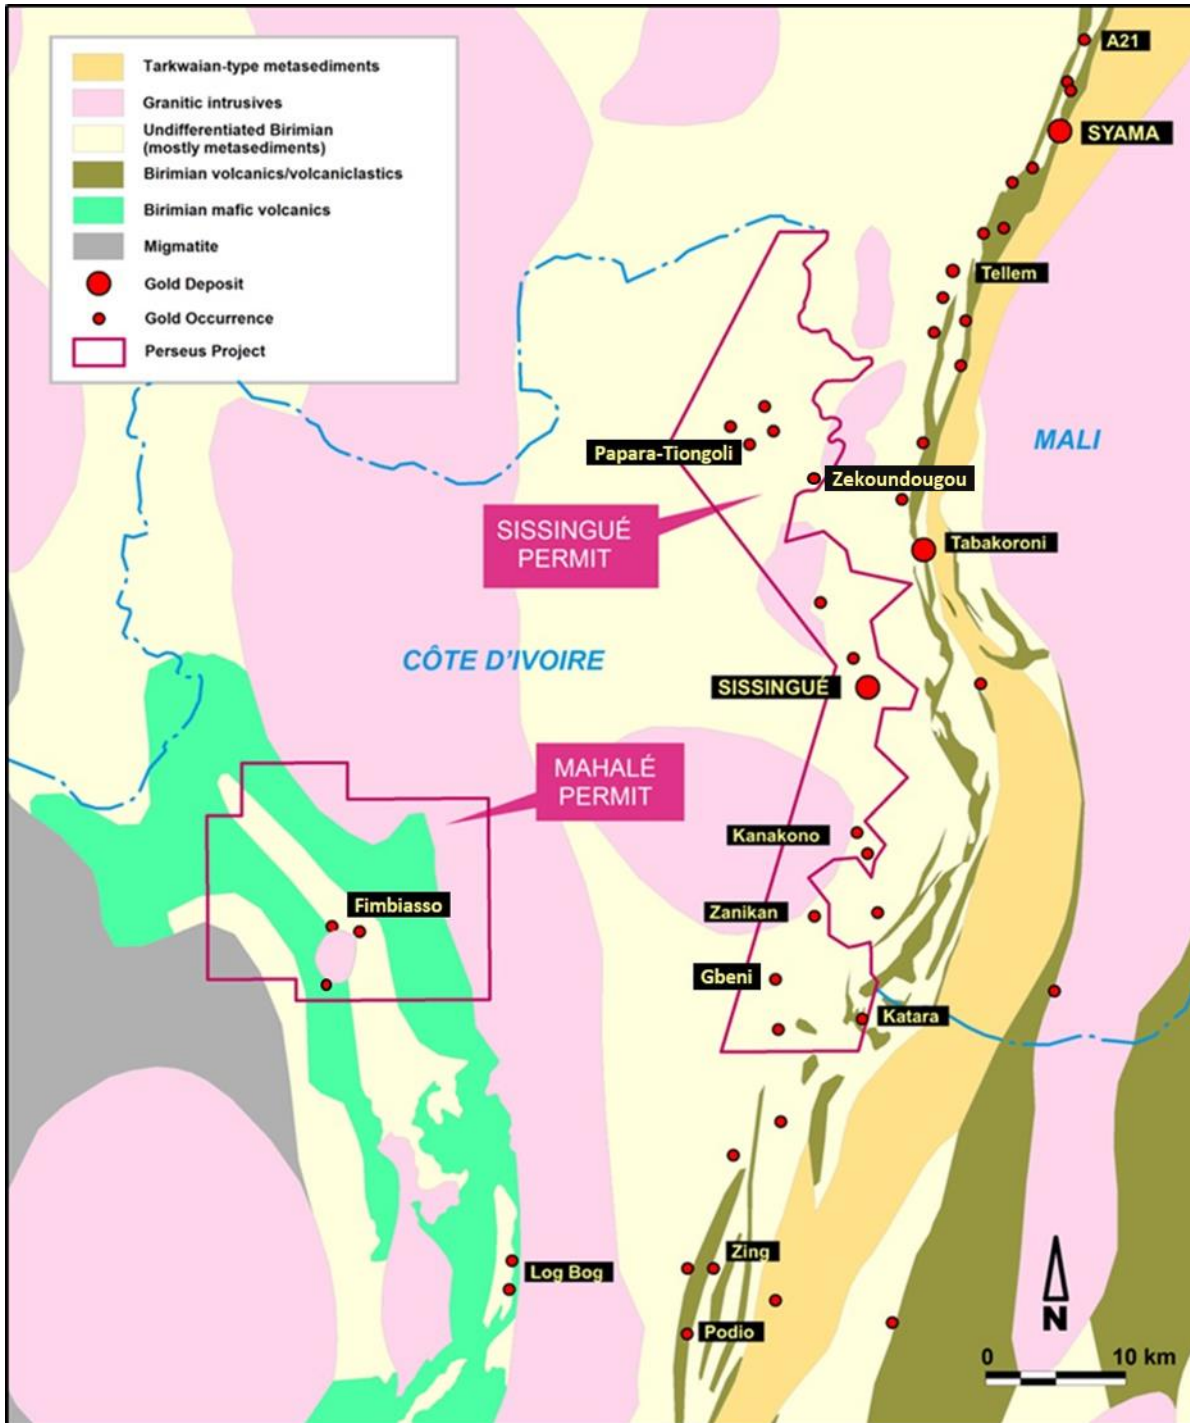 Tarkwaian-type metasediments
Granitic intrusives
Undifferentiated Birimian
(mostly metasediments)
Birimian volcanics/volcaniclastics
Birimian mafic volcanics
Migmatite
Gold Deposit
Gold Occurrence
Perseus Project
A21
SYAMA
Tellem
MALI
Papara-Tiongoli
Zekoundougou
SISSINGUÉ
PERMIT
Tabakoroni
CÔTE D'IVOIRE
SISSINGUÉ
MAHALÉ
PERMIT
Kanakono
Fimbiasso
Zanikan
Gbeni
Katara
Zing
Log Bog
Podio
N
0 10 km